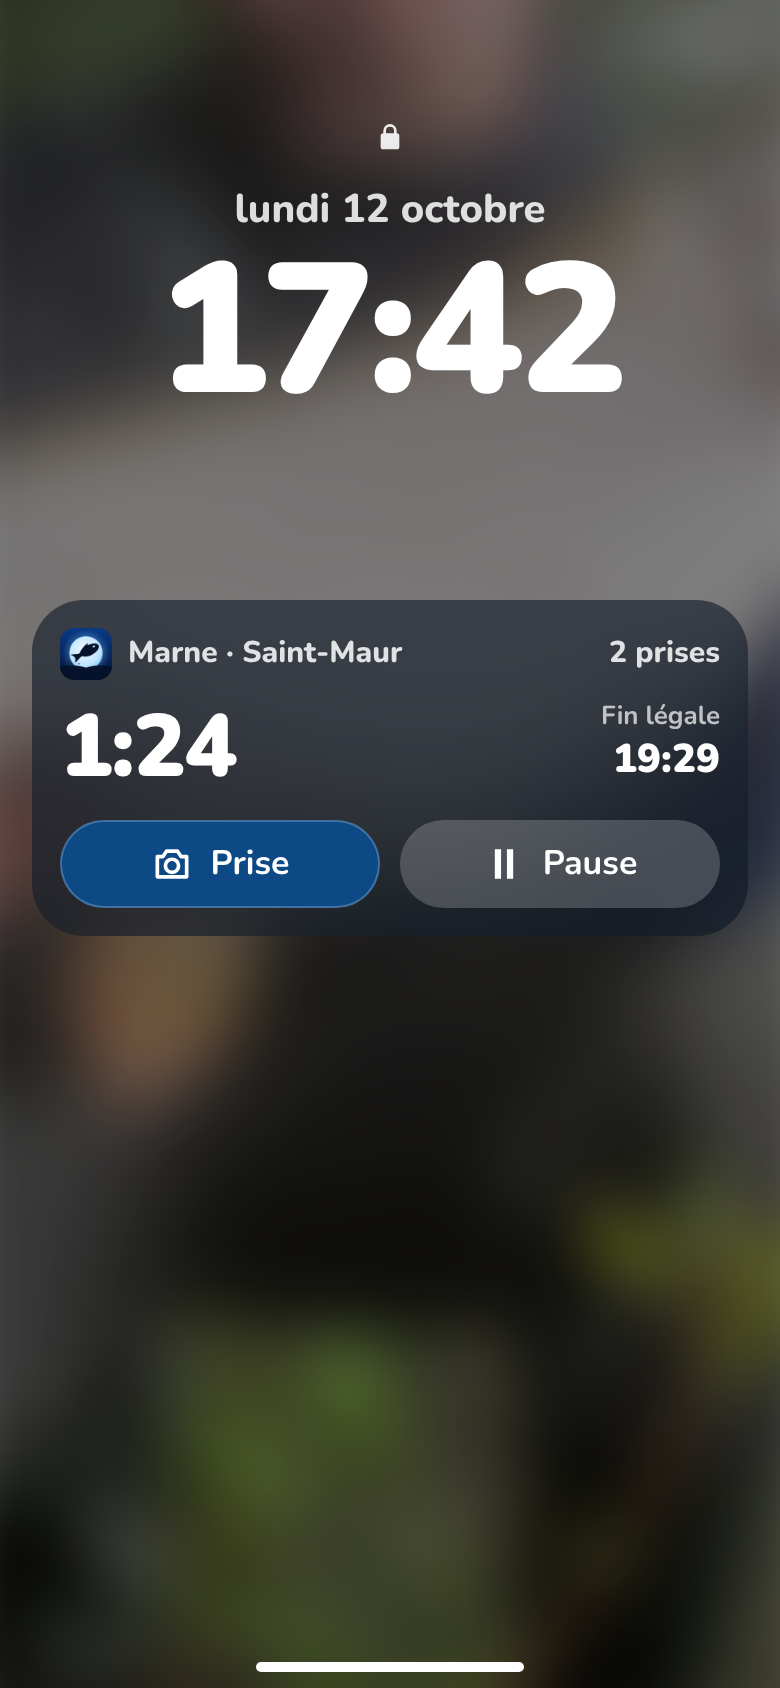 lundi 12 octobre
17:42
Marne · Saint-Maur
2 prises
1:24
Fin légale
19:29
Prise
Pause